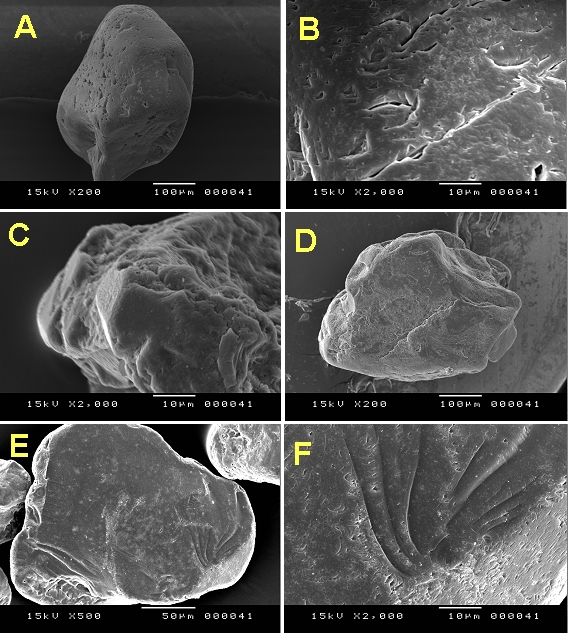 A
15kV X200 100µm 000041
B
15kV X2,000 10µm 000041
C
15kV X2,000 10µm 000041
D
15kV X200 100µm 000041
E
15kV X500 50µm 000041
F
15kV X2,000 10µm 000041